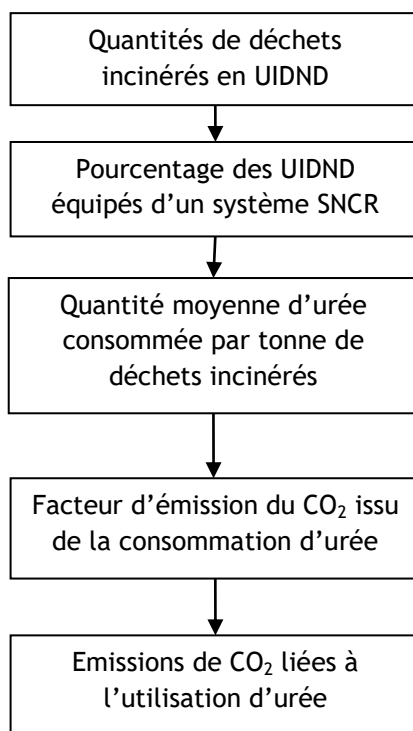 Quantités de déchets
incinérés en UIDND
Pourcentage des UIDND
équipés d’un système SNCR
Quantité moyenne d’urée
consommée par tonne de
déchets incinérés
Facteur d’émission du CO₂ issu
de la consommation d’urée
Emissions de CO₂ liées à
l’utilisation d’urée